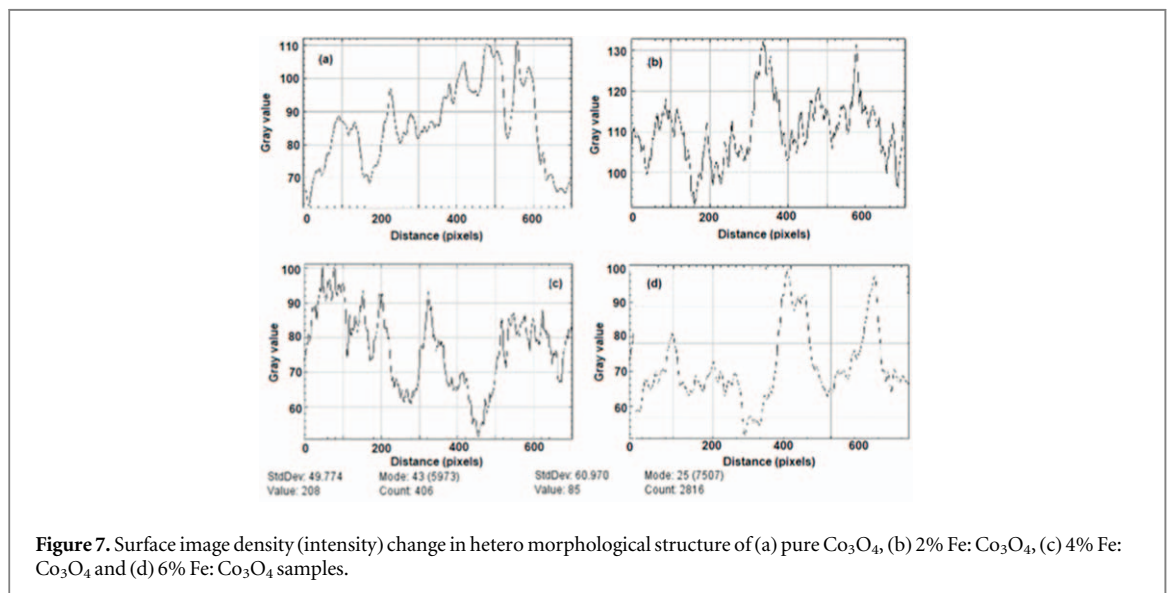 110
100
90
80
70
(a)
Gray value
0 200 400 600
Distance (pixels)
130
120
110
100
(b)
Gray value
0 200 400 600
Distance (pixels)
100
90
80
70
60
(c)
Gray value
0 200 400 600
Distance (pixels)
100
90
80
70
60
(d)
Gray value
0 200 400 600
Distance (pixels)
StdDev: 49.774 Mode: 43 (5973) StdDev: 60.970 Mode: 25 (7507)
Value: 208 Count: 406 Value: 85 Count: 2816
Figure 7. Surface image density (intensity) change in hetero morphological structure of (a) pure Co₃O₄, (b) 2% Fe: Co₃O₄, (c) 4% Fe:
Co₃O₄ and (d) 6% Fe: Co₃O₄ samples.